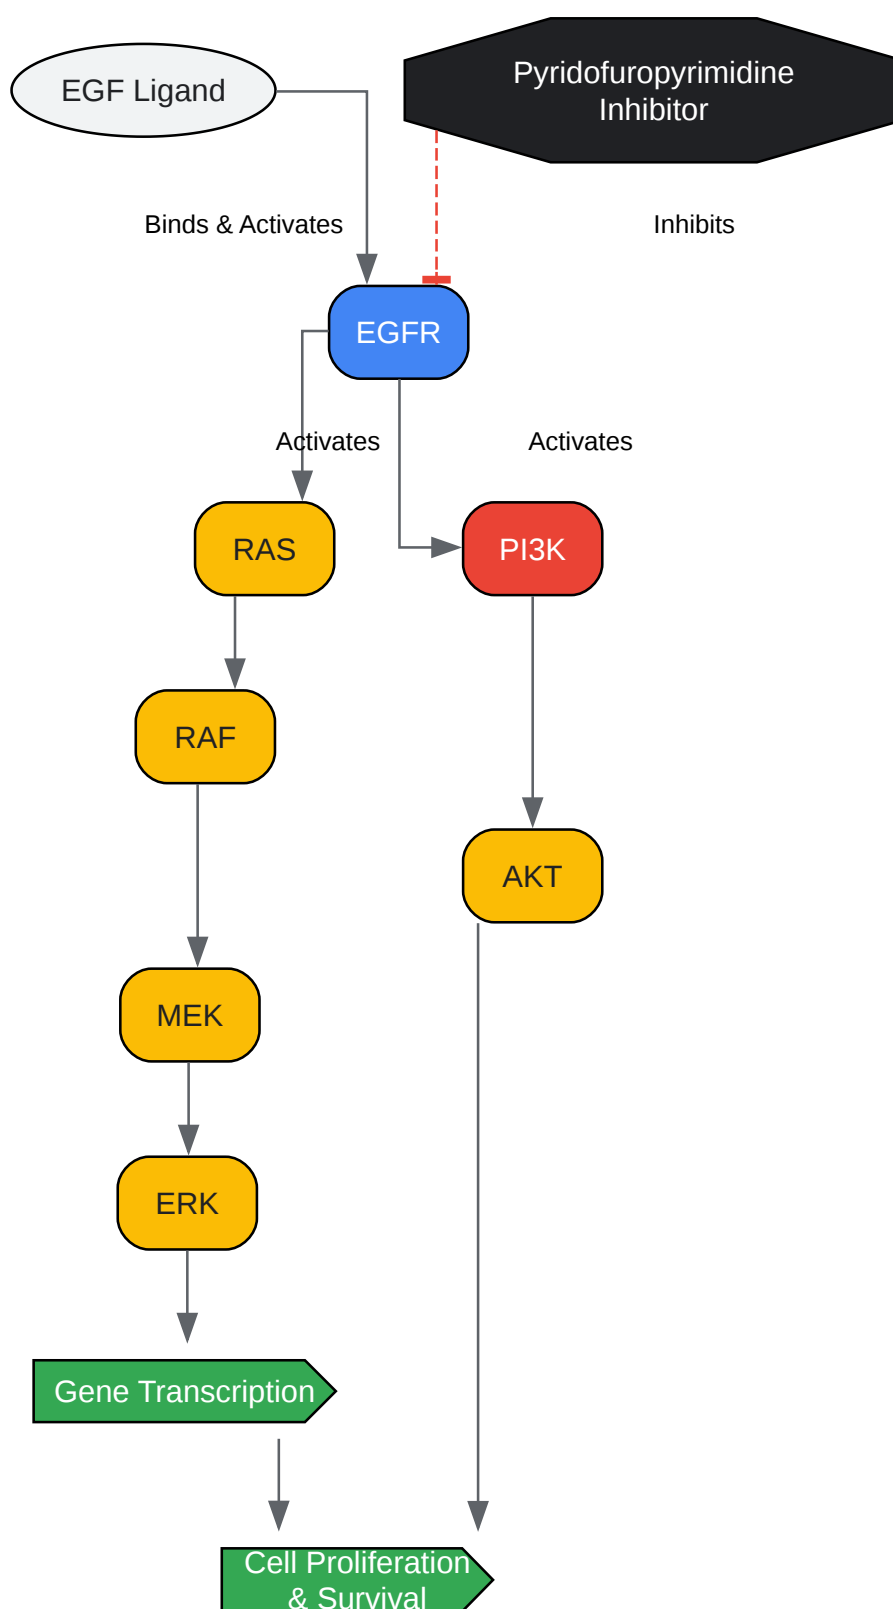 EGF Ligand
Pyridofuropyrimidine
Inhibitor
Binds & Activates
Inhibits
EGFR
Activates
Activates
RAS
PI3K
RAF
AKT
MEK
ERK
Gene Transcription
Cell Proliferation
& Survival